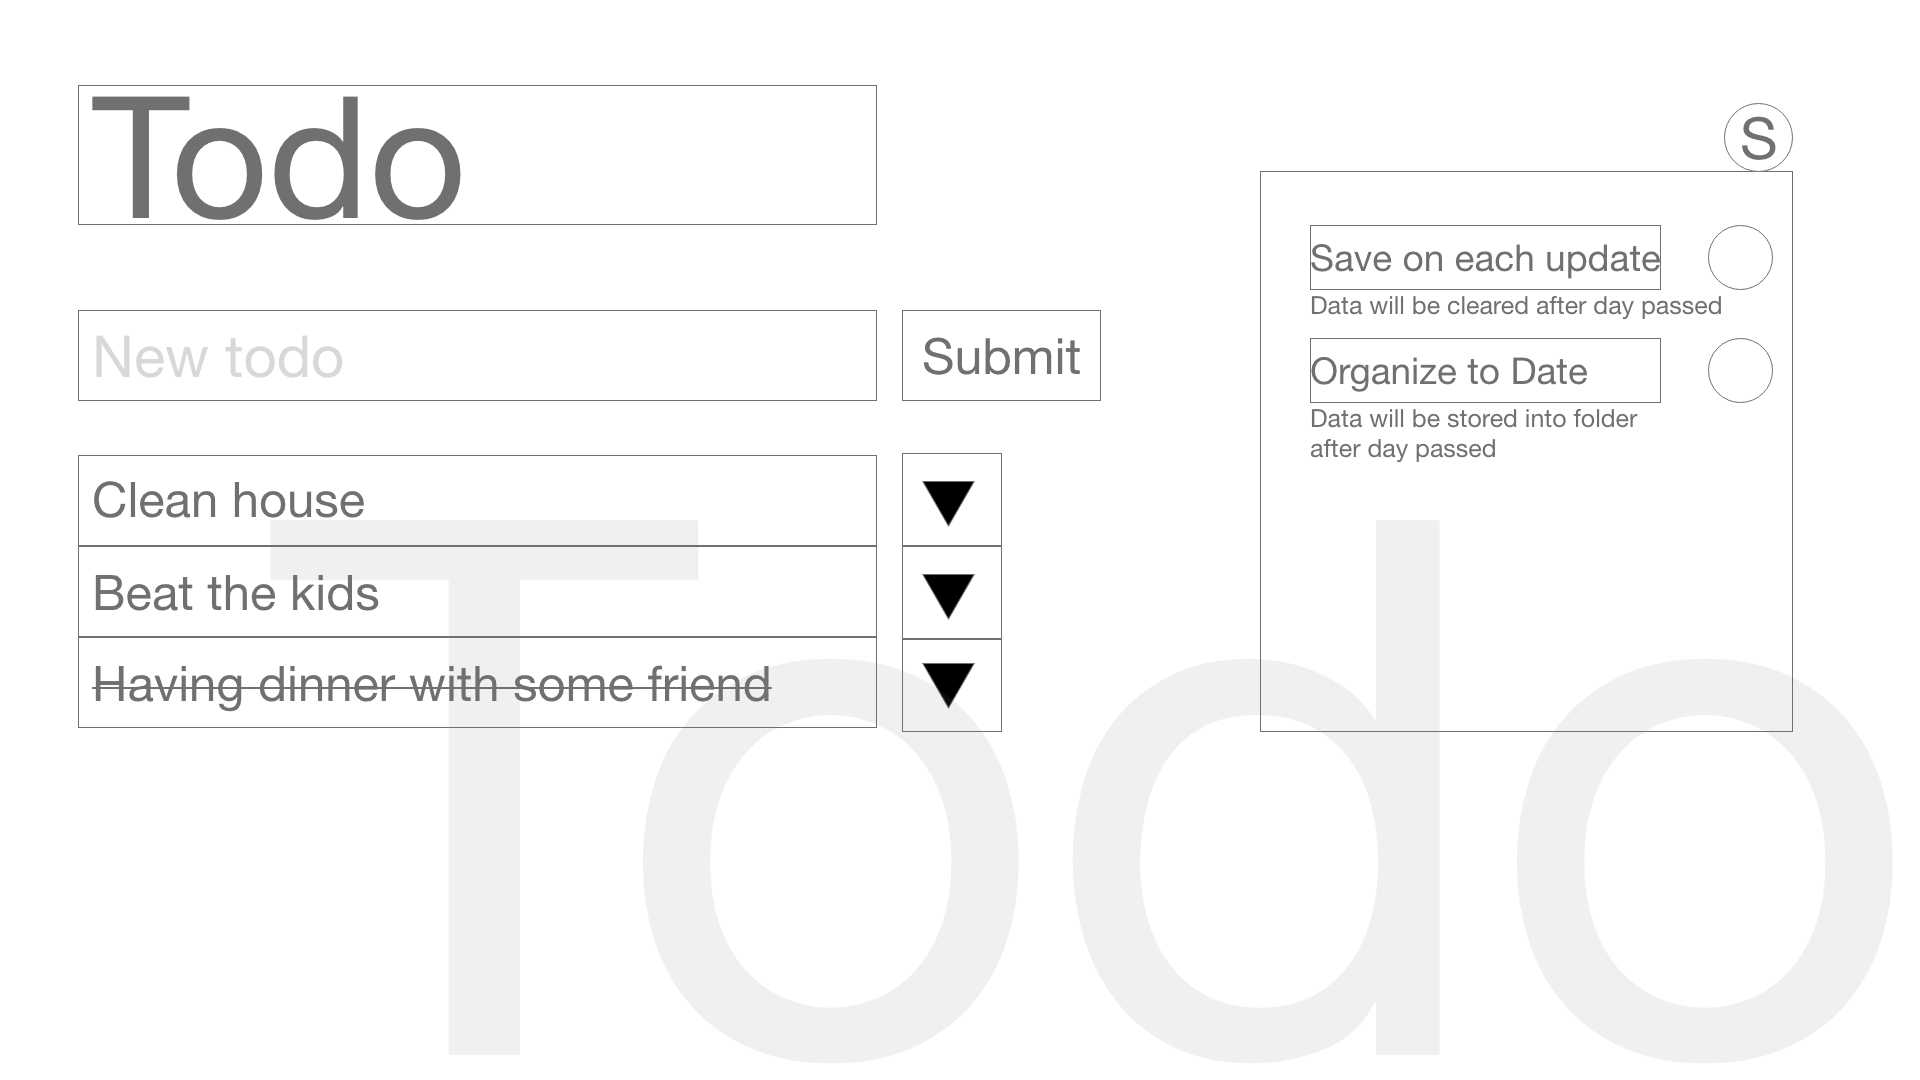 Todo
S
New todo
Submit
Clean house
Beat the kids
Having dinner with some friend
Save on each update
Data will be cleared after day passed
Organize to Date
Data will be stored into folder
after day passed
Todo